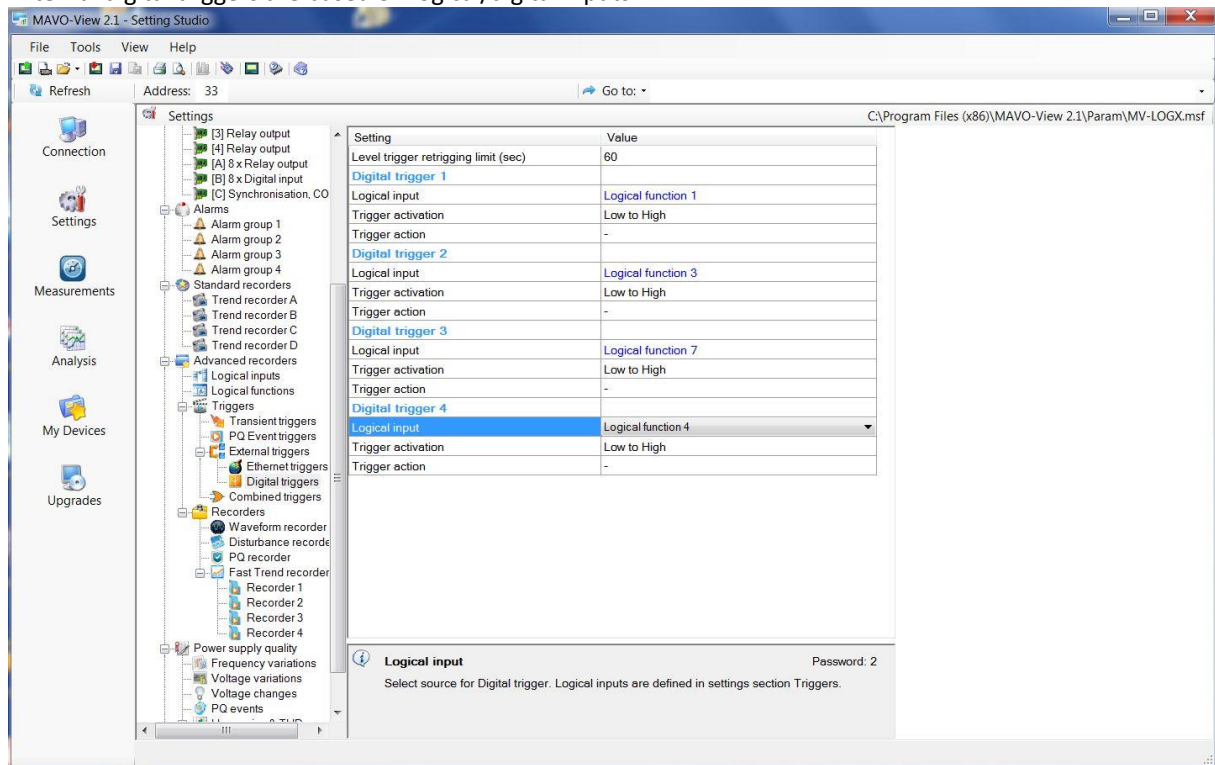 MAVO-View 2.1 - Setting Studio
File Tools View Help
Refresh Address: 33 Go to:
Settings C:\Program Files (x86)\MAVO-View 2.1\Param\MV-LOGX.msf
Connection
Settings
Measurements
Analysis
My Devices
Upgrades
[3] Relay output
[4] Relay output
[A] 8 x Relay output
[B] 8 x Digital input
[C] Synchronisation, CO
Alarms
Alarm group 1
Alarm group 2
Alarm group 3
Alarm group 4
Standard recorders
Trend recorder A
Trend recorder B
Trend recorder C
Trend recorder D
Advanced recorders
Logical inputs
Logical functions
Triggers
Transient triggers
PQ Event triggers
External triggers
Ethernet triggers
Digital triggers
Combined triggers
Recorders
Waveform recorder
Disturbance recorde
PQ recorder
Fast Trend recorder
Recorder 1
Recorder 2
Recorder 3
Recorder 4
Power supply quality
Frequency variations
Voltage variations
Voltage changes
PQ events
Setting Value
Level trigger retrigging limit (sec) 60
Digital trigger 1
Logical input Logical function 1
Trigger activation Low to High
Trigger action -
Digital trigger 2
Logical input Logical function 3
Trigger activation Low to High
Trigger action -
Digital trigger 3
Logical input Logical function 7
Trigger activation Low to High
Trigger action -
Digital trigger 4
Logical input Logical function 4
Trigger activation Low to High
Trigger action -
Logical input Password: 2
Select source for Digital trigger. Logical inputs are defined in settings section Triggers.